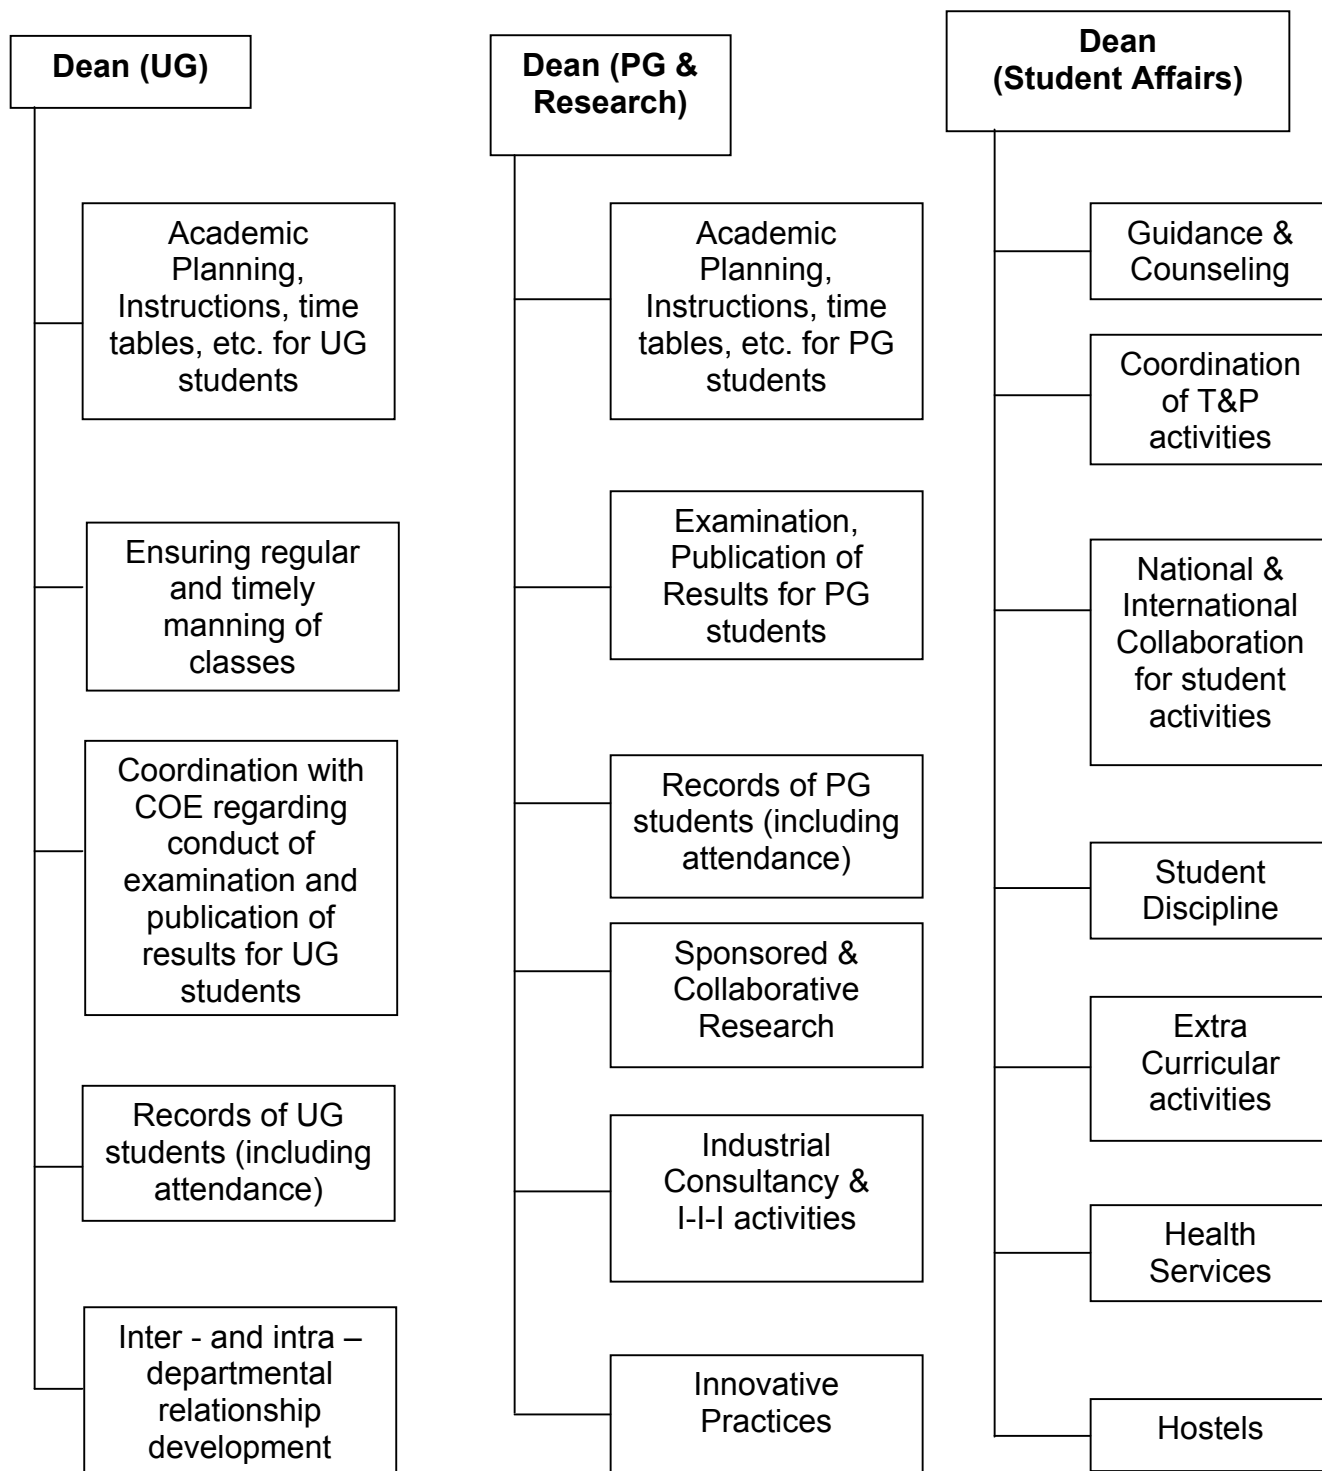 Dean (UG)
Academic
Planning,
Instructions, time
tables, etc. for UG
students
Ensuring regular
and timely
manning of
classes
Coordination with
COE regarding
conduct of
examination and
publication of
results for UG
students
Records of UG
students (including
attendance)
Inter - and intra –
departmental
relationship
development
Dean (PG &
Research)
Academic
Planning,
Instructions, time
tables, etc. for PG
students
Examination,
Publication of
Results for PG
students
Records of PG
students (including
attendance)
Sponsored &
Collaborative
Research
Industrial
Consultancy &
I-I-I activities
Innovative
Practices
Dean
(Student Affairs)
Guidance &
Counseling
Coordination
of T&P
activities
National &
International
Collaboration
for student
activities
Student
Discipline
Extra
Curricular
activities
Health
Services
Hostels